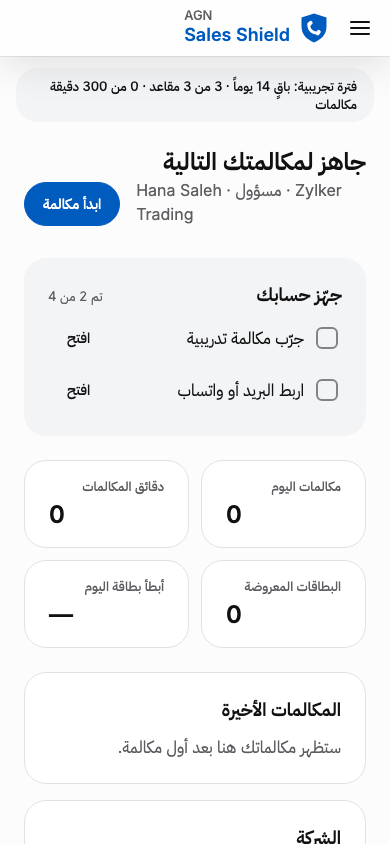 AGN
Sales Shield
فترة تجريبية: باقٍ 14 يوماً · 3 من 3 مقاعد · 0 من 300 دقيقة
مكالمات
جاهز لمكالمتك التالية
Hana Saleh · مسؤول · Zylker
Trading
ابدأ مكالمة
جهّز حسابك
تم 2 من 4
جرّب مكالمة تدريبية
افتح
اربط البريد أو واتساب
افتح
مكالمات اليوم
0
دقائق المكالمات
0
البطاقات المعروضة
0
أبطأ بطاقة اليوم
—
المكالمات الأخيرة
ستظهر مكالماتك هنا بعد أول مكالمة.
الشركة